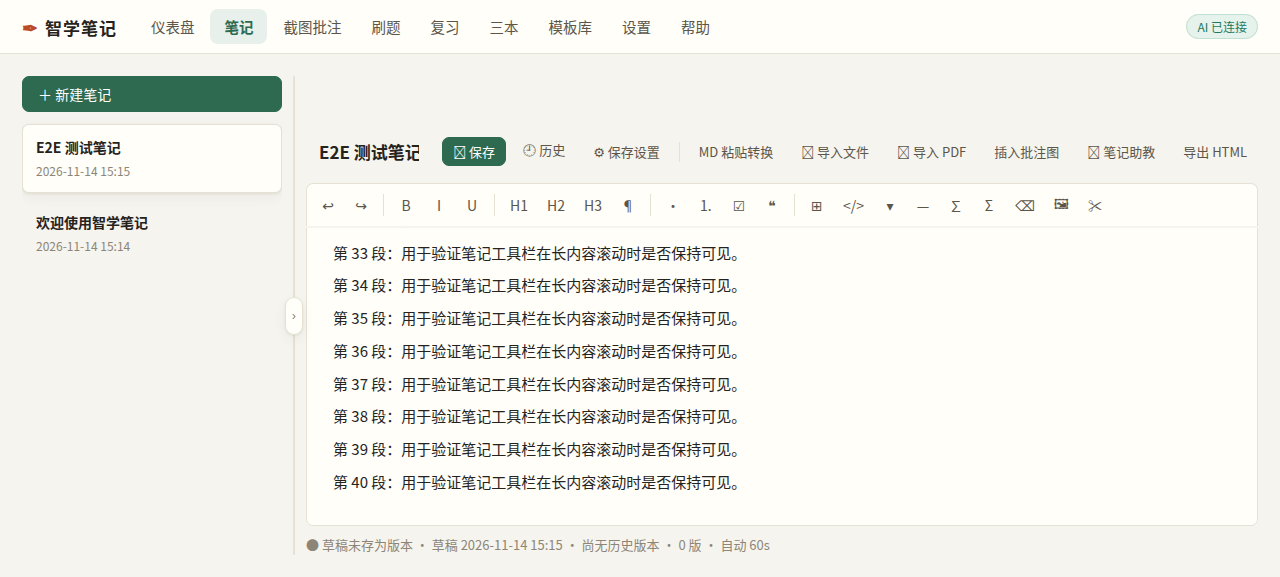 ✒ 智学笔记 仪表盘 笔记 截图批注 刷题 复习 三本 模板库 设置 帮助 AI 已连接
＋ 新建笔记
E2E 测试笔记
2026-11-14 15:15
欢迎使用智学笔记
2026-11-14 15:14
›
E2E 测试笔记 保存 🕘 历史 ⚙ 保存设置 MD 粘贴转换 导入文件 导入 PDF 插入批注图 笔记助教 导出 HTML
↩ ↪ B I U H1 H2 H3 ¶ • 1. ☑ ❝ ⊞ </> ▾ — ∑ Σ ⌫ 🖼 ✂
第 33 段：用于验证笔记工具栏在长内容滚动时是否保持可见。
第 34 段：用于验证笔记工具栏在长内容滚动时是否保持可见。
第 35 段：用于验证笔记工具栏在长内容滚动时是否保持可见。
第 36 段：用于验证笔记工具栏在长内容滚动时是否保持可见。
第 37 段：用于验证笔记工具栏在长内容滚动时是否保持可见。
第 38 段：用于验证笔记工具栏在长内容滚动时是否保持可见。
第 39 段：用于验证笔记工具栏在长内容滚动时是否保持可见。
第 40 段：用于验证笔记工具栏在长内容滚动时是否保持可见。
● 草稿未存为版本 • 草稿 2026-11-14 15:15 • 尚无历史版本 • 0 版 • 自动 60s